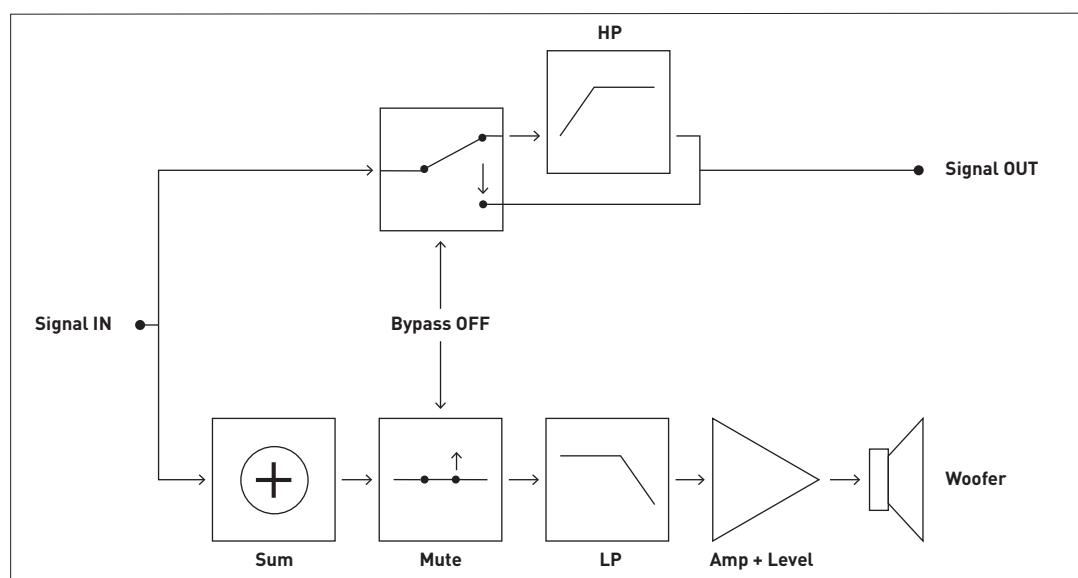 HP
Signal OUT
Signal IN
Bypass OFF
Woofer
Sum
Mute
LP
Amp + Level